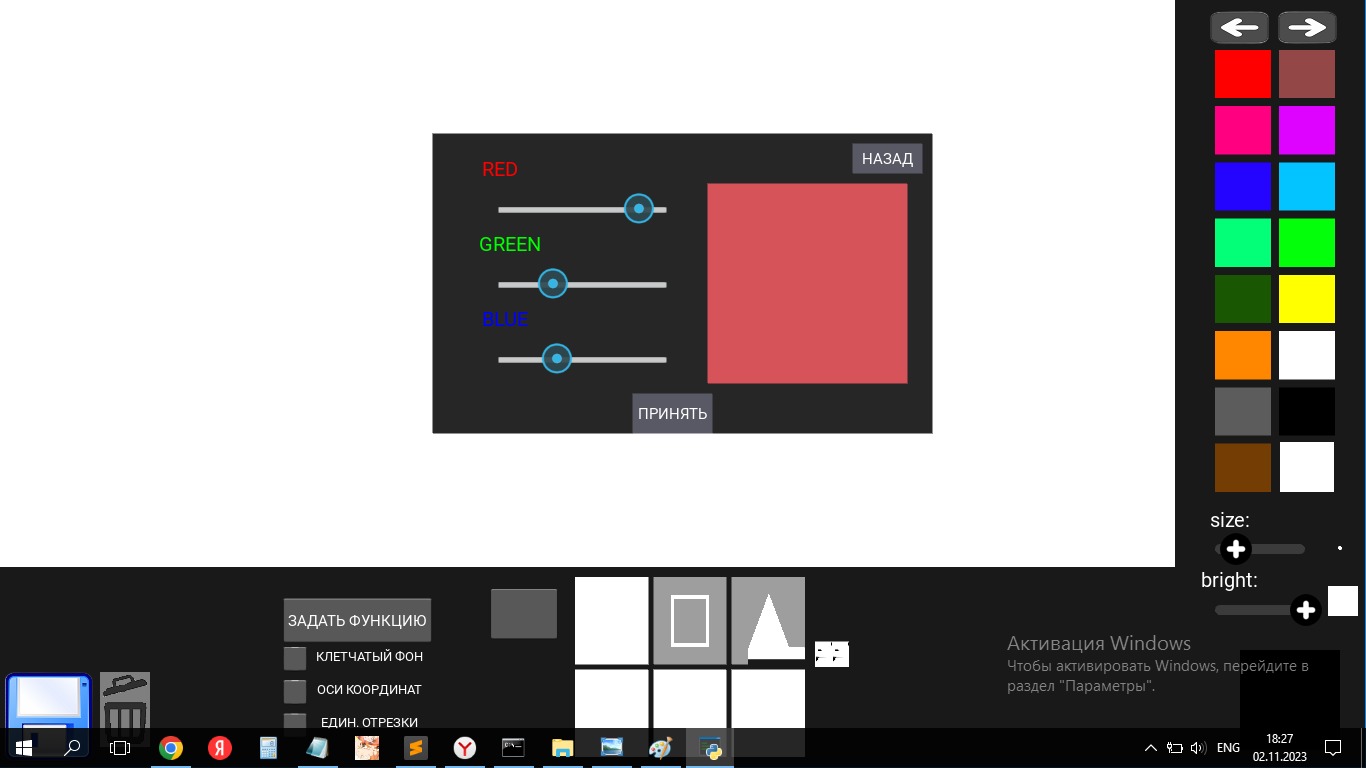 RED
НАЗАД
GREEN
BLUE
ПРИНЯТЬ
size:
bright:
ЗАДАТЬ ФУНКЦИЮ
КЛЕТЧАТЫЙ ФОН
ОСИ КООРДИНАТ
ЕДИН. ОТРЕЗКИ
Активация Windows
Чтобы активировать Windows, перейдите в
раздел "Параметры".
ENG
18:27
02.11.2023